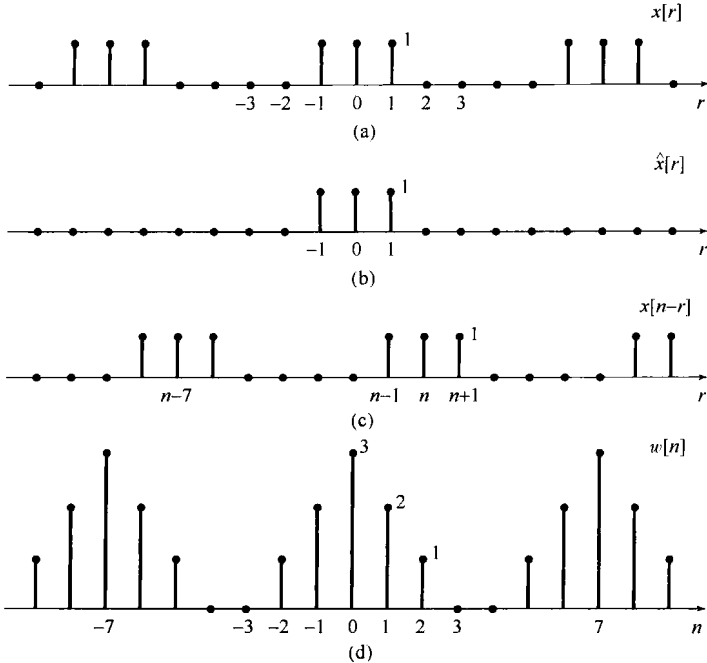 x[r]
1
−3 −2 −1 0 1 2 3 r
(a)
x̂[r]
1
−1 0 1 r
(b)
x[n−r]
1
n−7 n−1 n n+1 r
(c)
w[n]
3
2
1
−7 −3 −2 −1 0 1 2 3 7 n
(d)